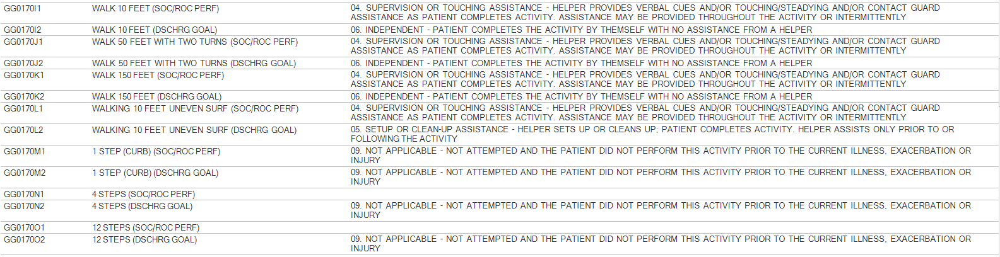 GG0170I1 WALK 10 FEET (SOC/ROC PERF) 04. SUPERVISION OR TOUCHING ASSISTANCE - HELPER PROVIDES VERBAL CUES AND/OR TOUCHING/STEADYING AND/OR CONTACT GUARD
ASSISTANCE AS PATIENT COMPLETES ACTIVITY. ASSISTANCE MAY BE PROVIDED THROUGHOUT THE ACTIVITY OR INTERMITTENTLY
GG0170I2 WALK 10 FEET (DSCHRG GOAL) 06. INDEPENDENT - PATIENT COMPLETES THE ACTIVITY BY THEMSELF WITH NO ASSISTANCE FROM A HELPER
GG0170J1 WALK 50 FEET WITH TWO TURNS (SOC/ROC PERF) 04. SUPERVISION OR TOUCHING ASSISTANCE - HELPER PROVIDES VERBAL CUES AND/OR TOUCHING/STEADYING AND/OR CONTACT GUARD
ASSISTANCE AS PATIENT COMPLETES ACTIVITY. ASSISTANCE MAY BE PROVIDED THROUGHOUT THE ACTIVITY OR INTERMITTENTLY
GG0170J2 WALK 50 FEET WITH TWO TURNS (DSCHRG GOAL) 06. INDEPENDENT - PATIENT COMPLETES THE ACTIVITY BY THEMSELF WITH NO ASSISTANCE FROM A HELPER
GG0170K1 WALK 150 FEET (SOC/ROC PERF) 04. SUPERVISION OR TOUCHING ASSISTANCE - HELPER PROVIDES VERBAL CUES AND/OR TOUCHING/STEADYING AND/OR CONTACT GUARD
ASSISTANCE AS PATIENT COMPLETES ACTIVITY. ASSISTANCE MAY BE PROVIDED THROUGHOUT THE ACTIVITY OR INTERMITTENTLY
GG0170K2 WALK 150 FEET (DSCHRG GOAL) 06. INDEPENDENT - PATIENT COMPLETES THE ACTIVITY BY THEMSELF WITH NO ASSISTANCE FROM A HELPER
GG0170L1 WALKING 10 FEET UNEVEN SURF (SOC/ROC PERF) 04. SUPERVISION OR TOUCHING ASSISTANCE - HELPER PROVIDES VERBAL CUES AND/OR TOUCHING/STEADYING AND/OR CONTACT GUARD
ASSISTANCE AS PATIENT COMPLETES ACTIVITY. ASSISTANCE MAY BE PROVIDED THROUGHOUT THE ACTIVITY OR INTERMITTENTLY
GG0170L2 WALKING 10 FEET UNEVEN SURF (DSCHRG GOAL) 05. SETUP OR CLEAN-UP ASSISTANCE - HELPER SETS UP OR CLEANS UP; PATIENT COMPLETES ACTIVITY. HELPER ASSISTS ONLY PRIOR TO OR
FOLLOWING THE ACTIVITY
GG0170M1 1 STEP (CURB) (SOC/ROC PERF) 09. NOT APPLICABLE - NOT ATTEMPTED AND THE PATIENT DID NOT PERFORM THIS ACTIVITY PRIOR TO THE CURRENT ILLNESS, EXACERBATION OR
INJURY
GG0170M2 1 STEP (CURB) (DSCHRG GOAL) 09. NOT APPLICABLE - NOT ATTEMPTED AND THE PATIENT DID NOT PERFORM THIS ACTIVITY PRIOR TO THE CURRENT ILLNESS, EXACERBATION OR
INJURY
GG0170N1 4 STEPS (SOC/ROC PERF)
GG0170N2 4 STEPS (DSCHRG GOAL) 09. NOT APPLICABLE - NOT ATTEMPTED AND THE PATIENT DID NOT PERFORM THIS ACTIVITY PRIOR TO THE CURRENT ILLNESS, EXACERBATION OR
INJURY
GG0170O1 12 STEPS (SOC/ROC PERF)
GG0170O2 12 STEPS (DSCHRG GOAL) 09. NOT APPLICABLE - NOT ATTEMPTED AND THE PATIENT DID NOT PERFORM THIS ACTIVITY PRIOR TO THE CURRENT ILLNESS, EXACERBATION OR
INJURY